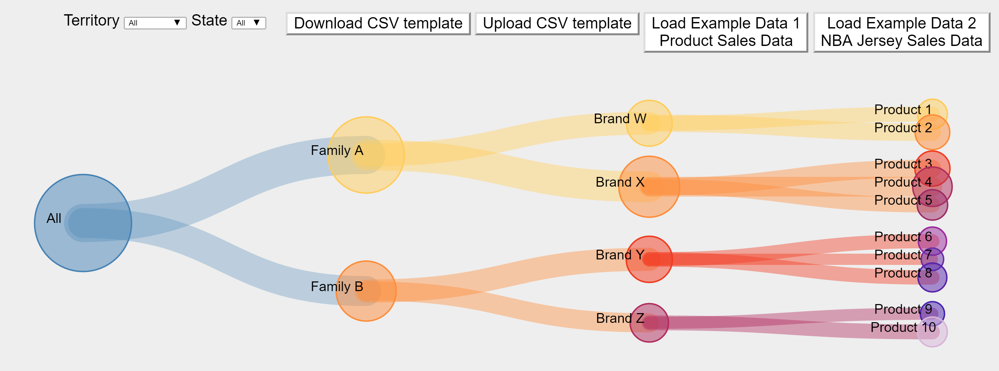 Territory All ▼ State All ▼
Download CSV template
Upload CSV template
Load Example Data 1
Product Sales Data
Load Example Data 2
NBA Jersey Sales Data
All
Family A
Family B
Brand W
Brand X
Brand Y
Brand Z
Product 1
Product 2
Product 3
Product 4
Product 5
Product 6
Product 7
Product 8
Product 9
Product 10